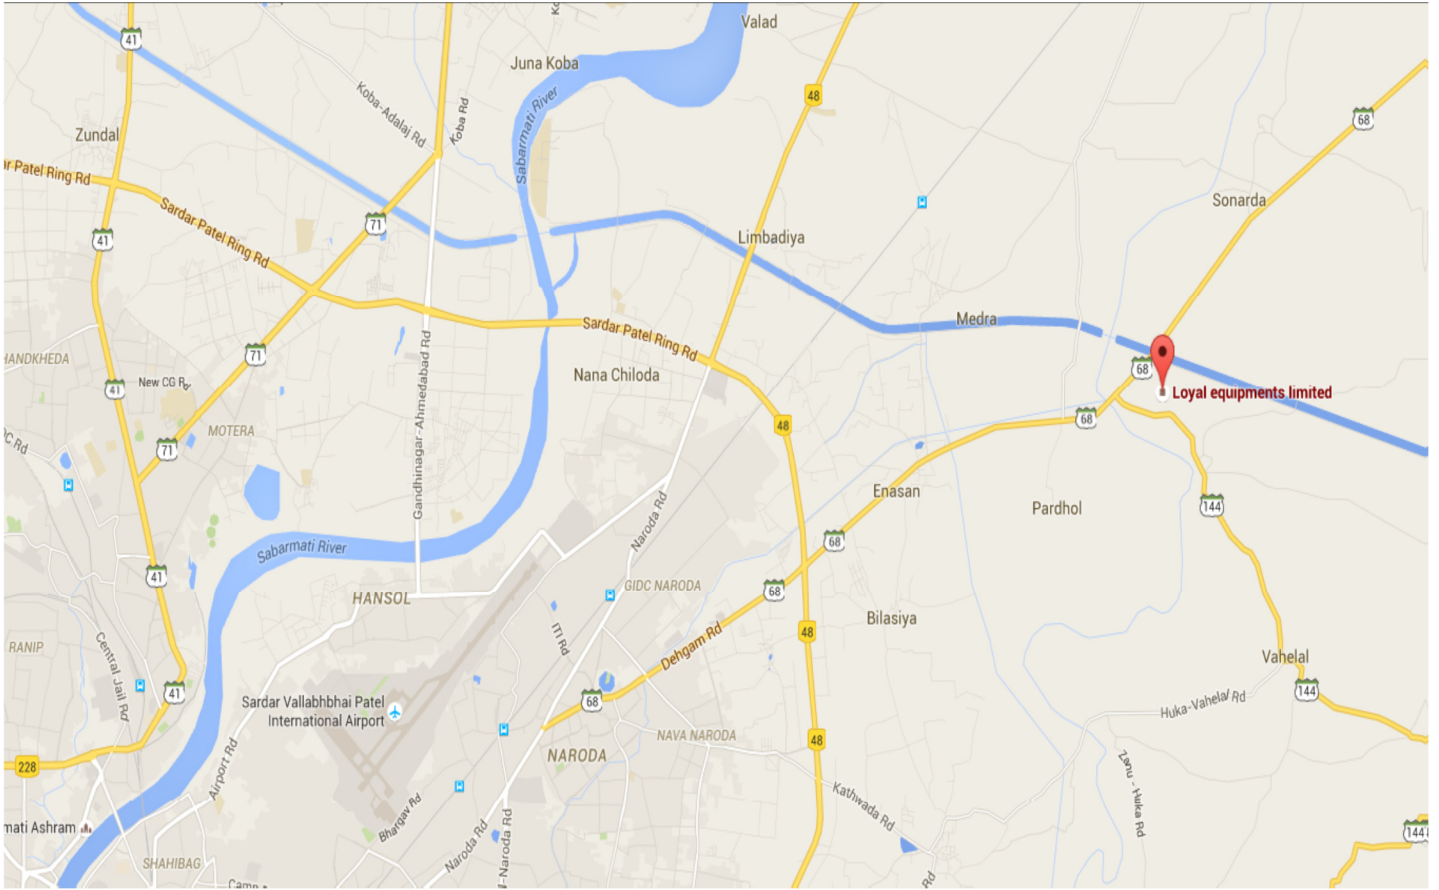 Valad
41
Juna Koba
Koba-Adalaj Rd
Koba Rd
Sabarmati River
48
68
Zundal
ar Patel Ring Rd
Sardar Patel Ring Rd
Sonarda
71
41
Limbadiya
Medra
Sardar Patel Ring Rd
HANDKHEDA
71
New CG Rd
Nana Chiloda
68
Loyal equipments limited
41
Gandhinagar-Ahmedabad Rd
68
48
MOTERA
71
Enasan
Pardhol
144
Naroda Rd
Sabarmati River
68
41
GIDC NARODA
68
HANSOL
Bilasiya
ITI Rd
48
Dehgam Rd
RANIP
Central Jail Rd
Vahelal
144
41
68
Huka-Vahelal Rd
Sardar Vallabhbhai Patel
International Airport
NAVA NARODA
48
NARODA
228
Airport Rd
Zanu - Huka Rd
Bhargav Rd
Kathwada Rd
mati Ashram
Naroda Rd
-Naroda Rd
144
SHAHIBAG
Rd